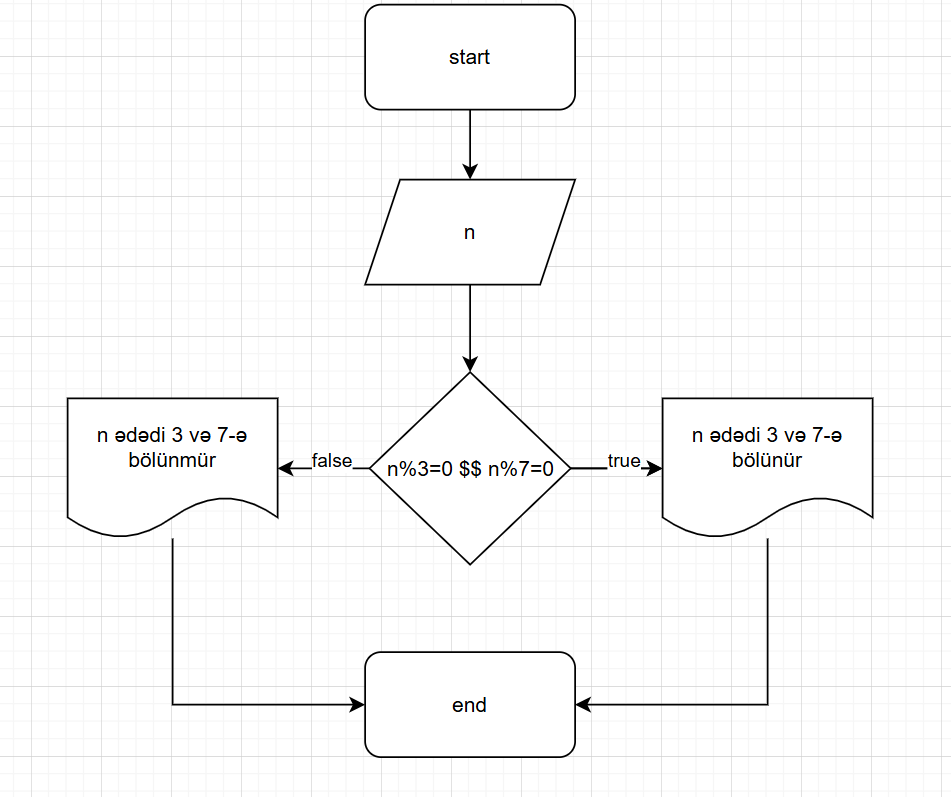 start
n
n ədədi 3 və 7-ə
bölünmür
false
n%3=0 $$ n%7=0
true
n ədədi 3 və 7-ə
bölünür
end